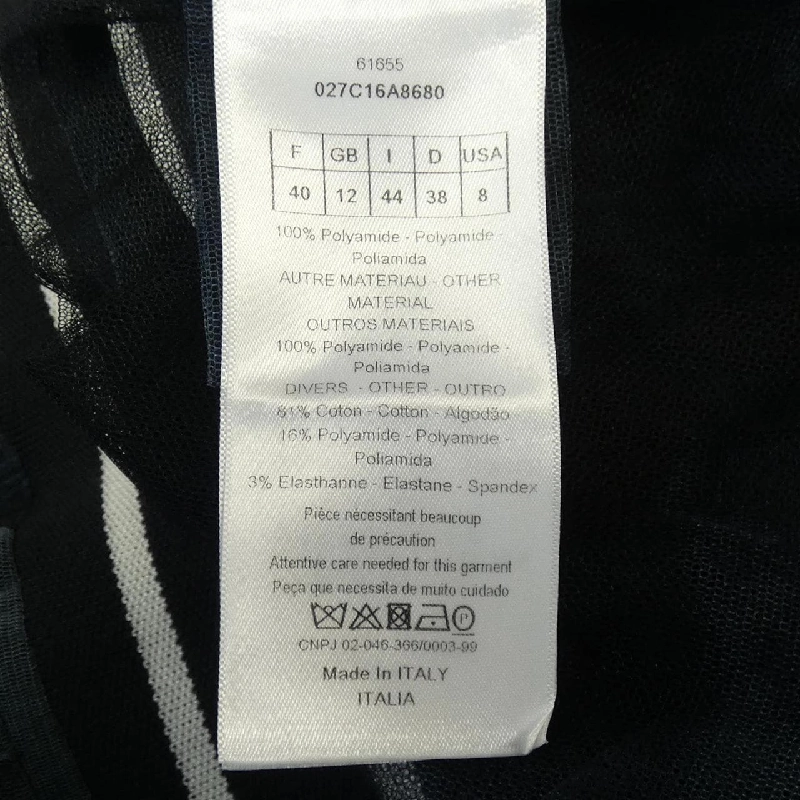 61655
027C16A8680
F GB I D USA
40 12 44 38 8
100% Polyamide - Polyamide -
Poliamida
AUTRE MATERIAU - OTHER
MATERIAL
OUTROS MATERIAIS
100% Polyamide - Polyamide -
Poliamida
DIVERS - OTHER - OUTRO
81% Coton - Cotton - Algodão
16% Polyamide - Polyamide -
Poliamida
3% Elasthanne - Elastane - Spandex
Pièce nécessitant beaucoup
de précaution
Attentive care needed for this garment
Peça que necessita de muito cuidado
P
CNPJ 02-046-366/0003-99
Made In ITALY
ITALIA